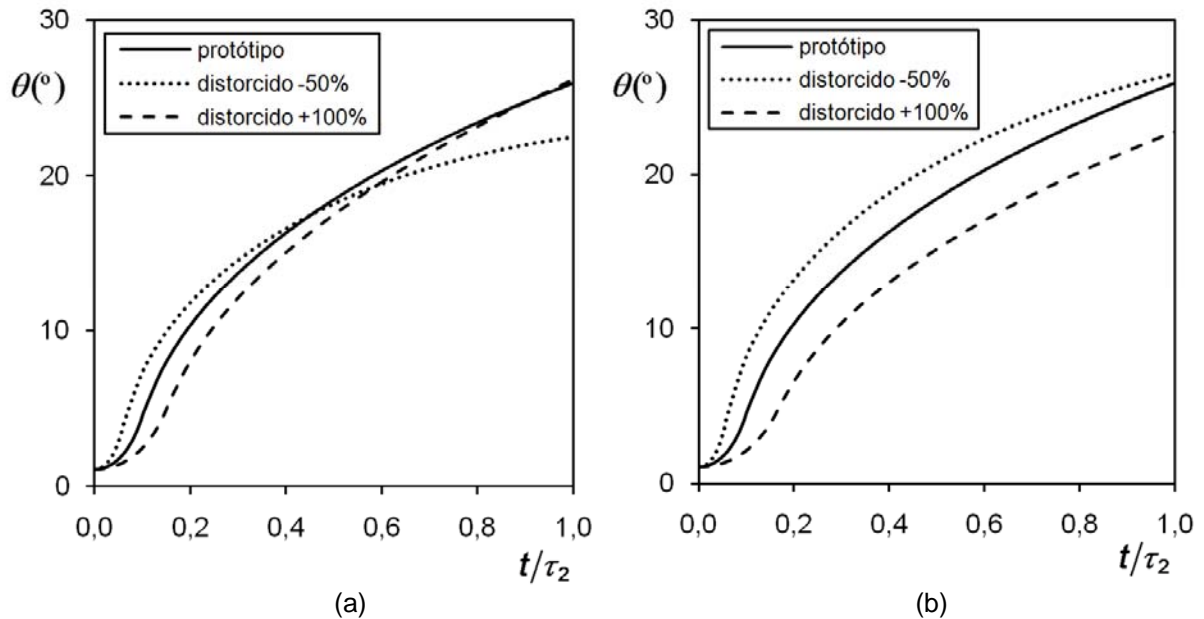 30
protótipo
distorcido -50%
distorcido +100%
θ(º)
20
10
0
0,0 0,2 0,4 0,6 0,8 1,0
t/τ2
(a)
30
protótipo
distorcido -50%
distorcido +100%
θ(º)
20
10
0
0,0 0,2 0,4 0,6 0,8 1,0
t/τ2
(b)